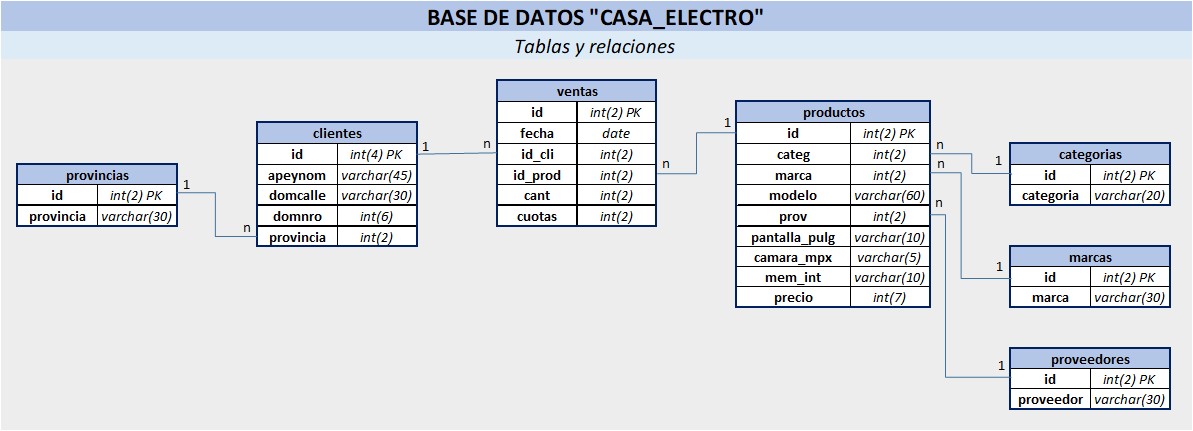 BASE DE DATOS "CASA_ELECTRO"
Tablas y relaciones
provincias
id int(2) PK
provincia varchar(30)
1
n
clientes
id int(4) PK
apeynom varchar(45)
domcalle varchar(30)
domnro int(6)
provincia int(2)
1
n
ventas
id int(2) PK
fecha date
id_cli int(2)
id_prod int(2)
cant int(2)
cuotas int(2)
n
1
productos
id int(2) PK
categ int(2)
marca int(2)
modelo varchar(60)
prov int(2)
pantalla_pulg varchar(10)
camara_mpx varchar(5)
mem_int varchar(10)
precio int(7)
n
n
n
1
categorias
id int(2) PK
categoria varchar(20)
1
marcas
id int(2) PK
marca varchar(30)
1
proveedores
id int(2) PK
proveedor varchar(30)